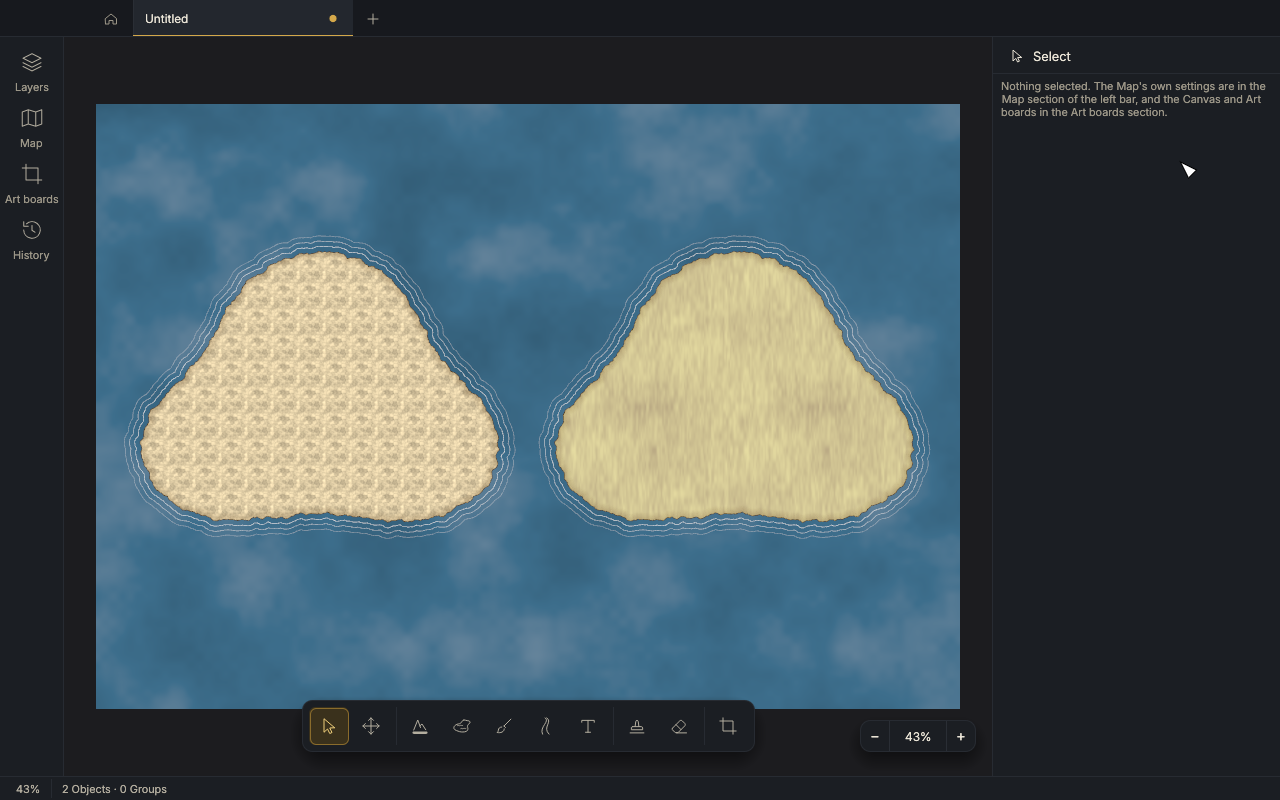 Untitled
Layers
Map
Art boards
History
Select
Nothing selected. The Map's own settings are in the
Map section of the left bar, and the Canvas and Art
boards in the Art boards section.
43%
43%
2 Objects · 0 Groups